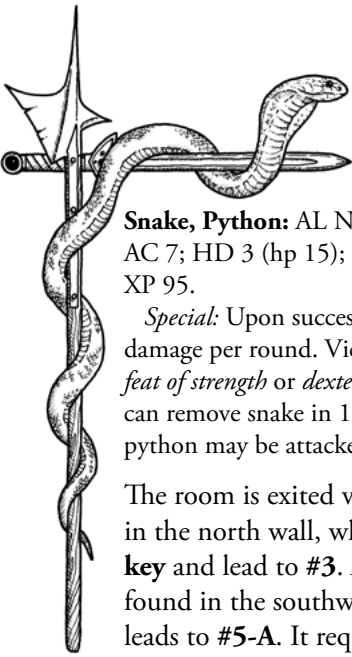 Snake, Python: AL N
AC 7; HD 3 (hp 15);
XP 95.
Special: Upon success
damage per round. Vic
feat of strength or dexte
can remove snake in 1
python may be attacke
The room is exited v
in the north wall, wh
key and lead to #3.
found in the southw
leads to #5-A. It req